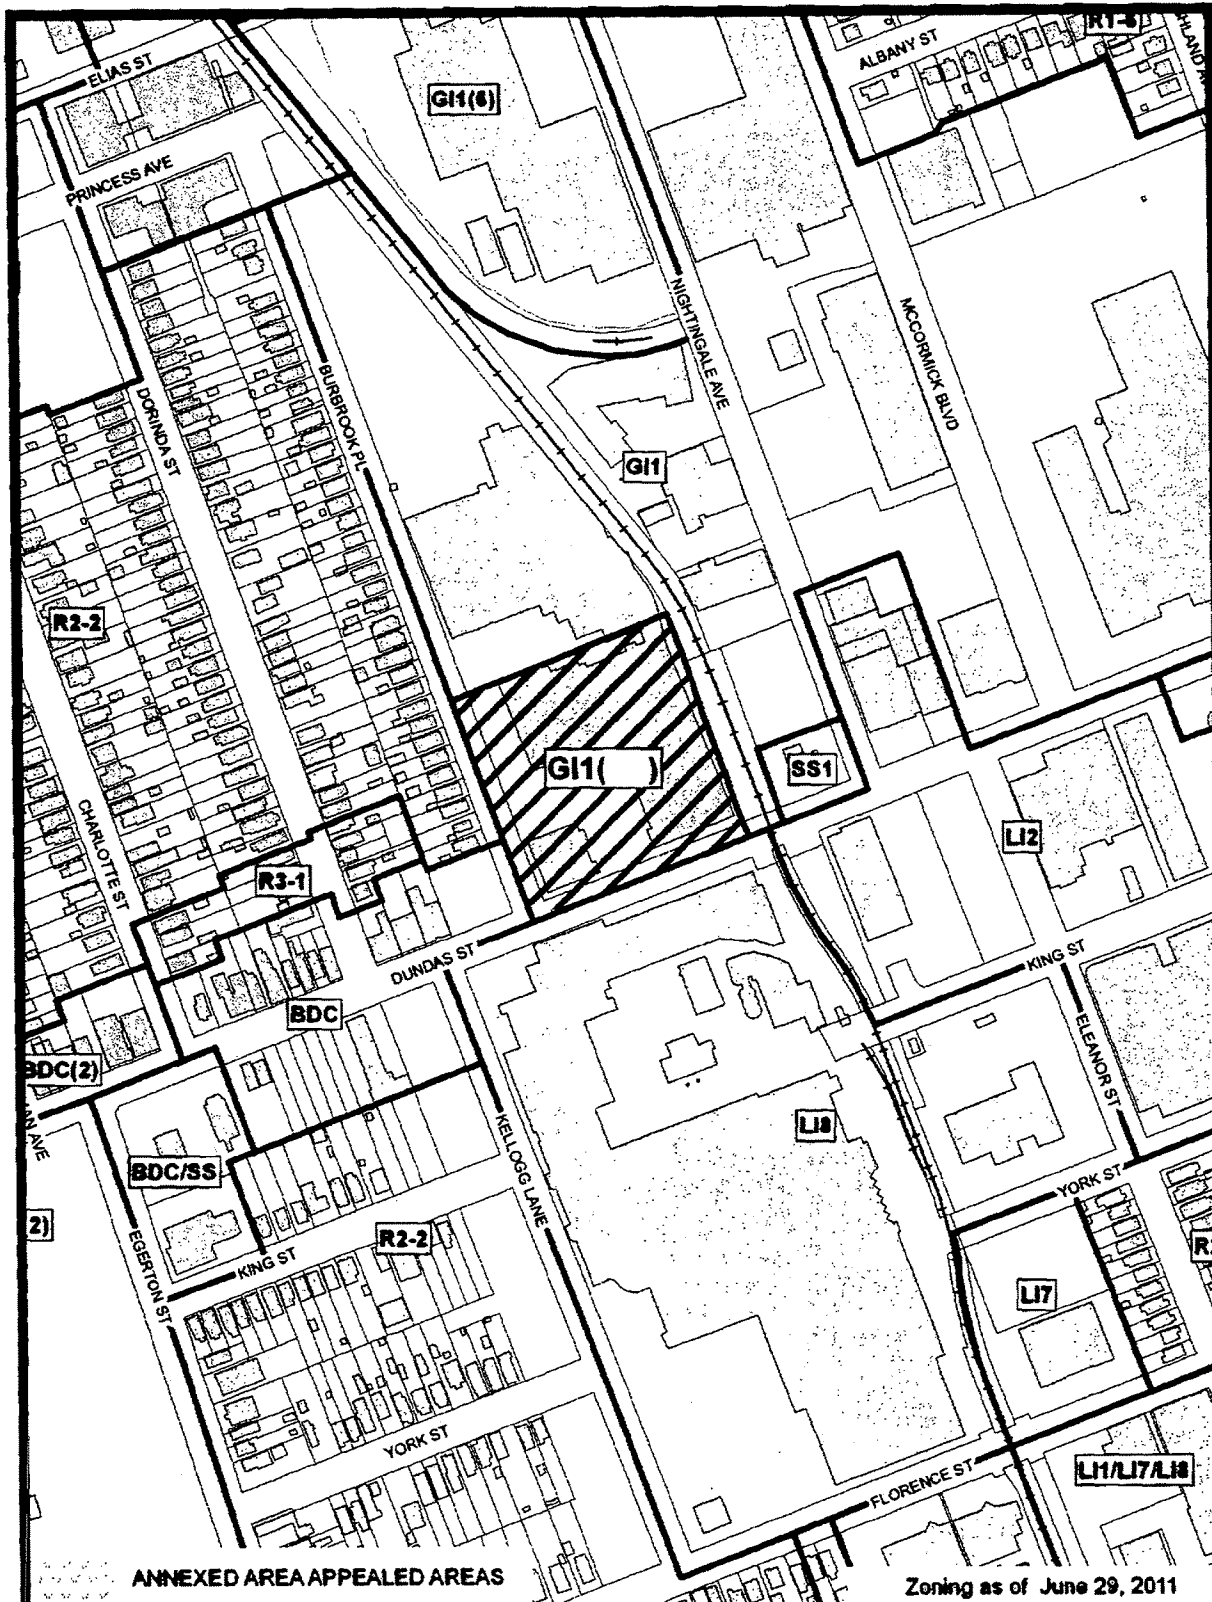 R1-6
ALBANY ST
ELIAS ST
GI1(6)
PRINCESS AVE
NIGHTINGALE AVE
MCCORMICK BLVD
DORINDA ST
BURBROOK PL
GI1
R2-2
GI1( )
SS1
CHARLOTTE ST
LI2
R3-1
DUNDAS ST
KING ST
BDC
ELEANOR ST
BDC(2)
KELLOGG LANE
LI8
BDC/SS
YORK ST
2)
EGERTON ST
R2-2
KING ST
LI7
YORK ST
FLORENCE ST
LI1/LI7/LI8
ANNEXED AREA APPEALED AREAS
Zoning as of June 29, 2011